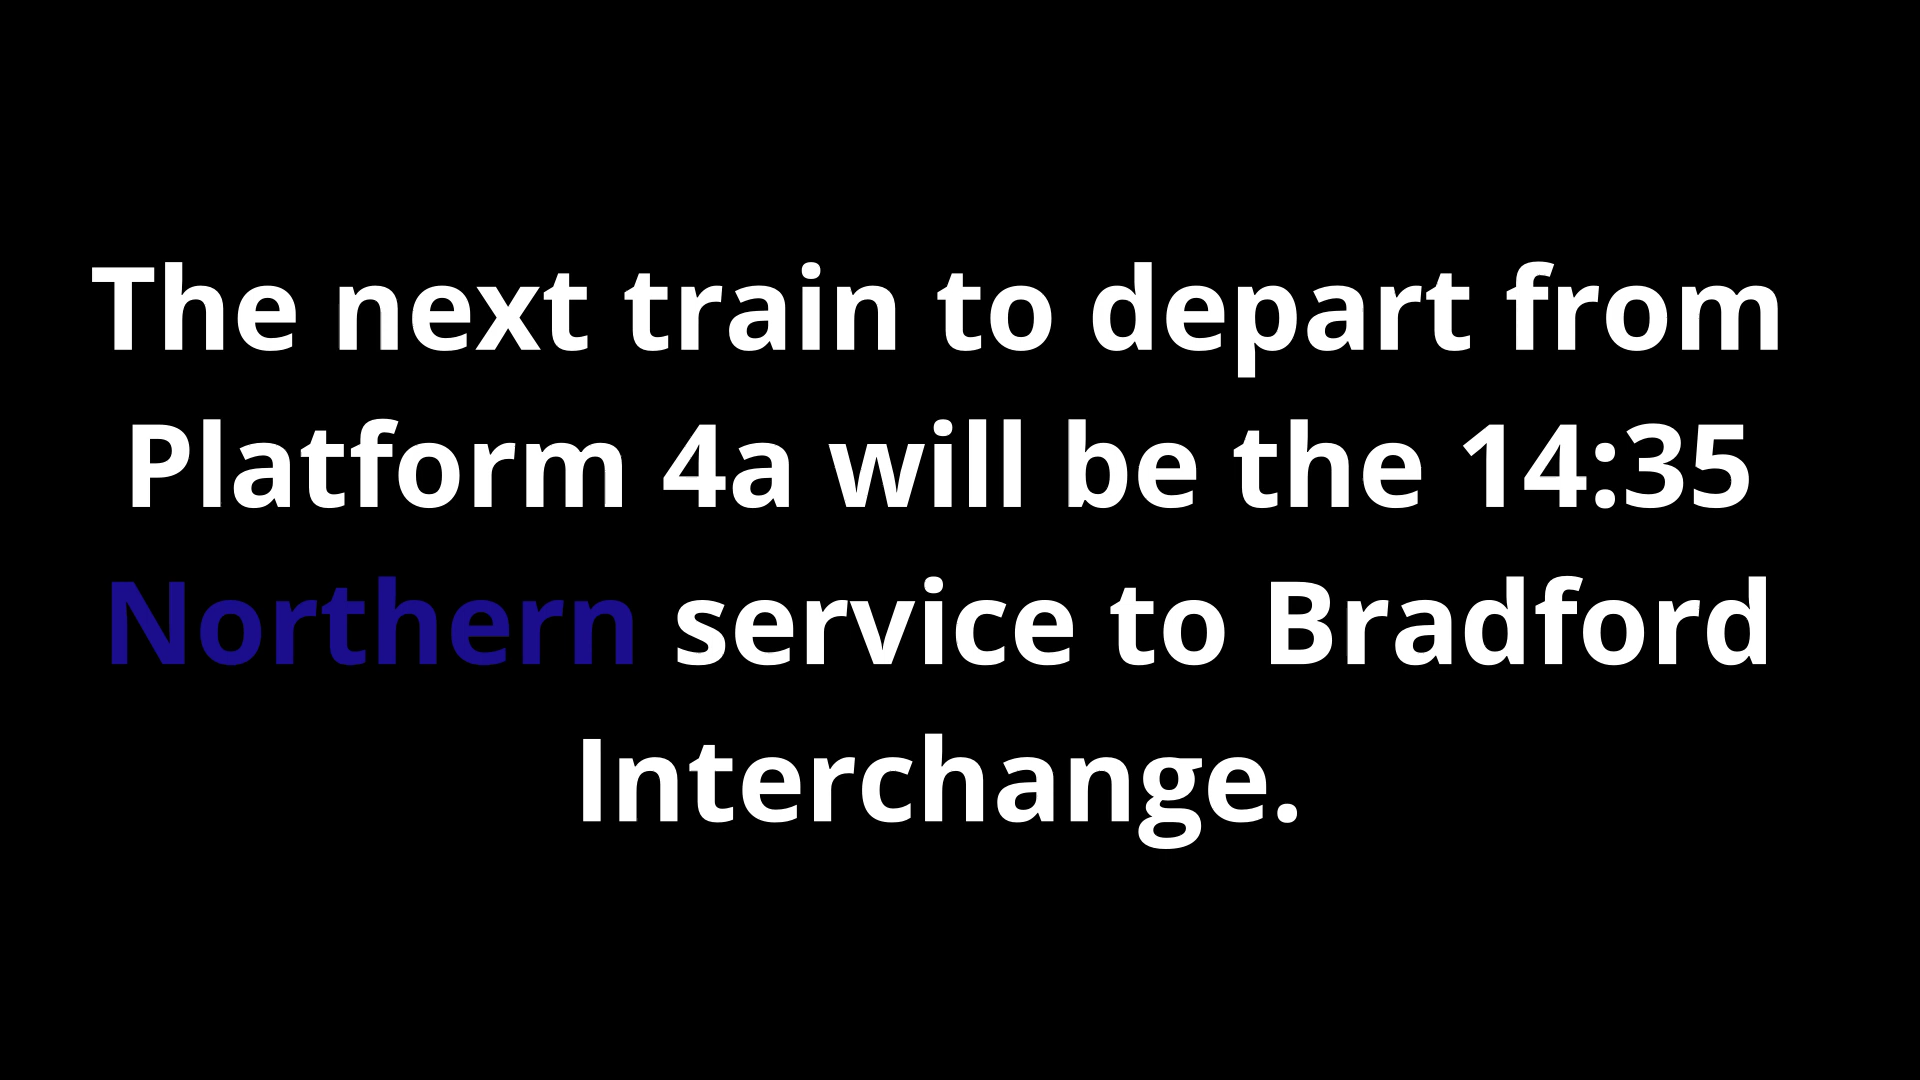 The next train to depart from
Platform 4a will be the 14:35
Northern service to Bradford
Interchange.